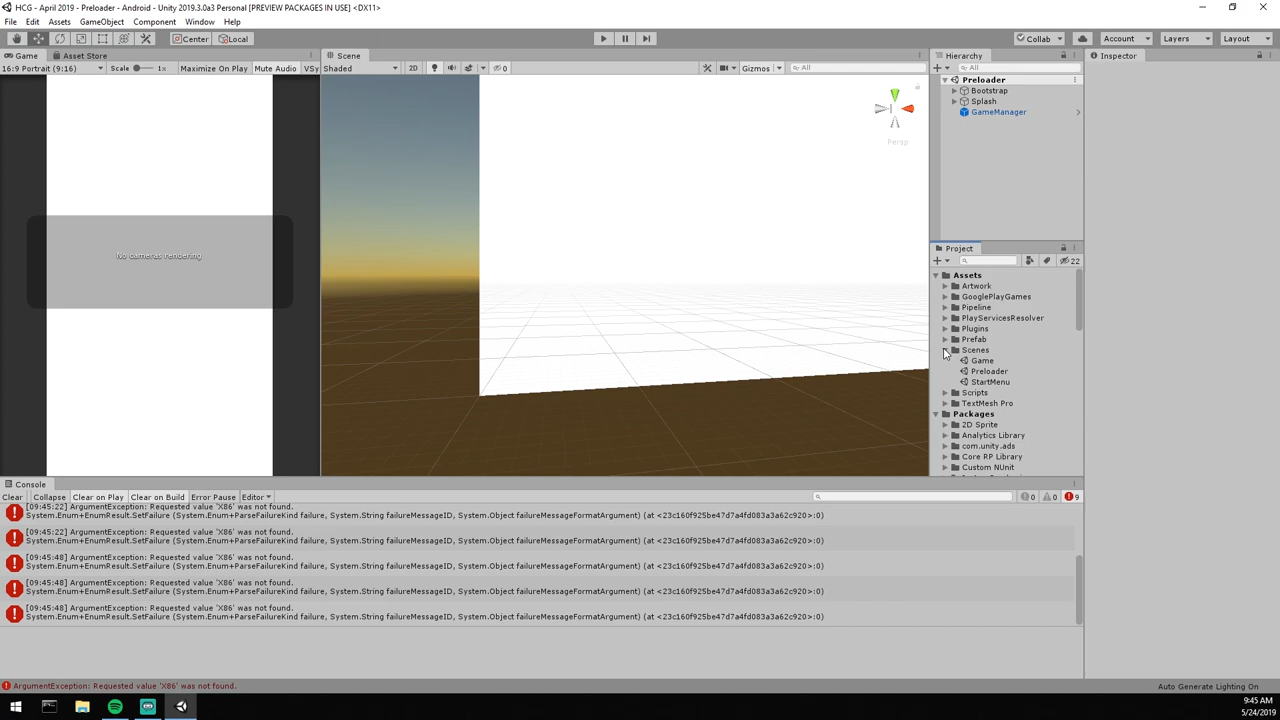 HCG - April 2019 - Preloader - Android - Unity 2019.3.0a3 Personal [PREVIEW PACKAGES IN USE] <DX11>
File Edit Assets GameObject Component Window Help
Center Local Collab Account Layers Layout
Game Asset Store
16:9 Portrait (9:16) Scale 1x Maximize On Play Mute Audio VSy
No cameras rendering
Scene
Shaded 2D 0 Gizmos All
Persp
Hierarchy
All
Preloader
Bootstrap
Splash
GameManager
Project
22
Assets
Artwork
GooglePlayGames
Pipeline
PlayServicesResolver
Plugins
Prefab
Scenes
Game
Preloader
StartMenu
Scripts
TextMesh Pro
Packages
2D Sprite
Analytics Library
com.unity.ads
Core RP Library
Custom NUnit
Inspector
Console
Clear Collapse Clear on Play Clear on Build Error Pause Editor 0 0 9
[09:45:22] ArgumentException: Requested value 'X86' was not found.
System.Enum+EnumResult.SetFailure (System.Enum+ParseFailureKind failure, System.String failureMessageID, System.Object failureMessageFormatArgument) (at <23c160f925be47d7a4fd083a3a62c920>:0)
[09:45:22] ArgumentException: Requested value 'X86' was not found.
System.Enum+EnumResult.SetFailure (System.Enum+ParseFailureKind failure, System.String failureMessageID, System.Object failureMessageFormatArgument) (at <23c160f925be47d7a4fd083a3a62c920>:0)
[09:45:48] ArgumentException: Requested value 'X86' was not found.
System.Enum+EnumResult.SetFailure (System.Enum+ParseFailureKind failure, System.String failureMessageID, System.Object failureMessageFormatArgument) (at <23c160f925be47d7a4fd083a3a62c920>:0)
[09:45:48] ArgumentException: Requested value 'X86' was not found.
System.Enum+EnumResult.SetFailure (System.Enum+ParseFailureKind failure, System.String failureMessageID, System.Object failureMessageFormatArgument) (at <23c160f925be47d7a4fd083a3a62c920>:0)
[09:45:48] ArgumentException: Requested value 'X86' was not found.
System.Enum+EnumResult.SetFailure (System.Enum+ParseFailureKind failure, System.String failureMessageID, System.Object failureMessageFormatArgument) (at <23c160f925be47d7a4fd083a3a62c920>:0)
ArgumentException: Requested value 'X86' was not found.
Auto Generate Lighting On
9:45 AM
5/24/2019